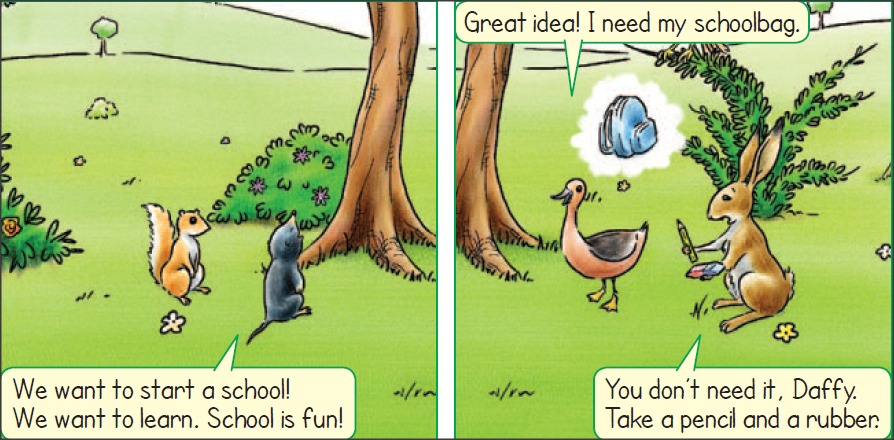 We want to start a school!
We want to learn. School is fun!
Great idea! I need my schoolbag.
You don't need it, Daffy.
Take a pencil and a rubber.